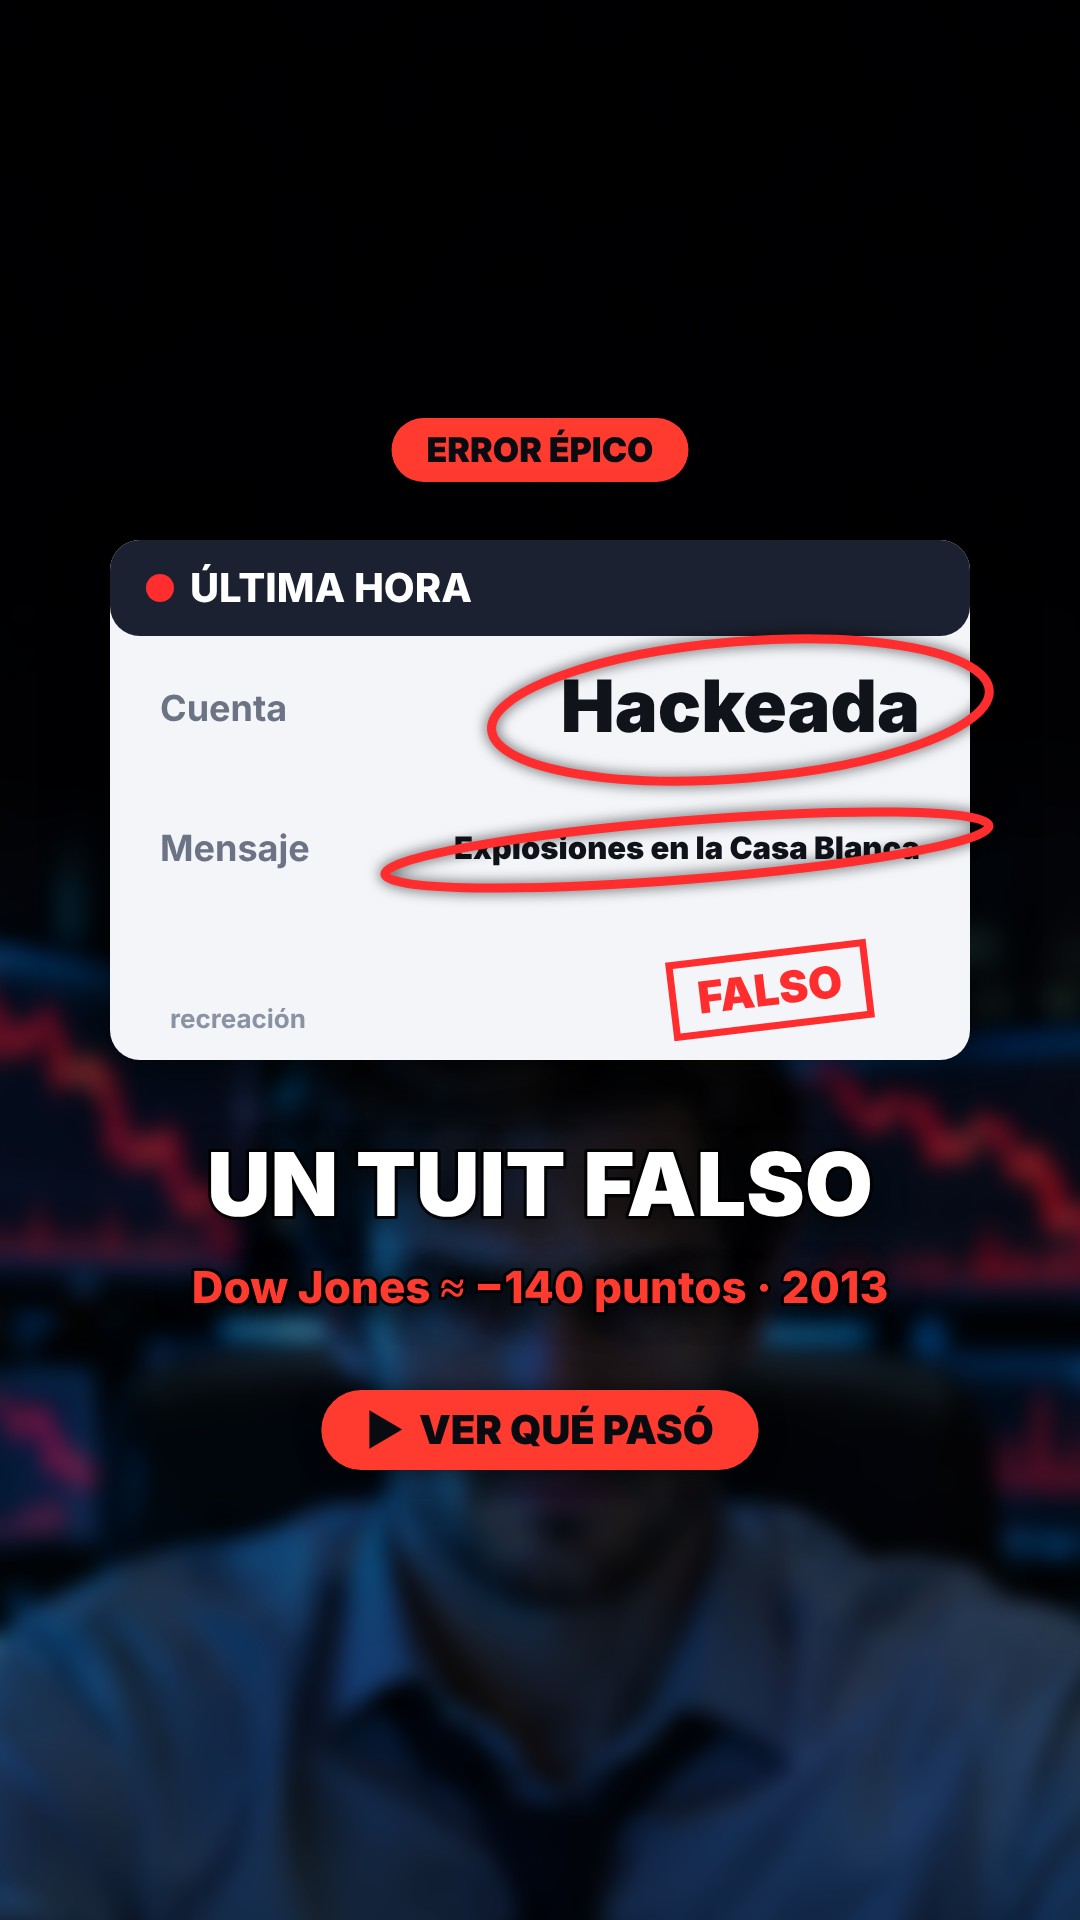 ERROR ÉPICO
ÚLTIMA HORA
Cuenta Hackeada
Mensaje Explosiones en la Casa Blanca
FALSO
recreación
UN TUIT FALSO
Dow Jones ≈ −140 puntos · 2013
▶ VER QUÉ PASÓ